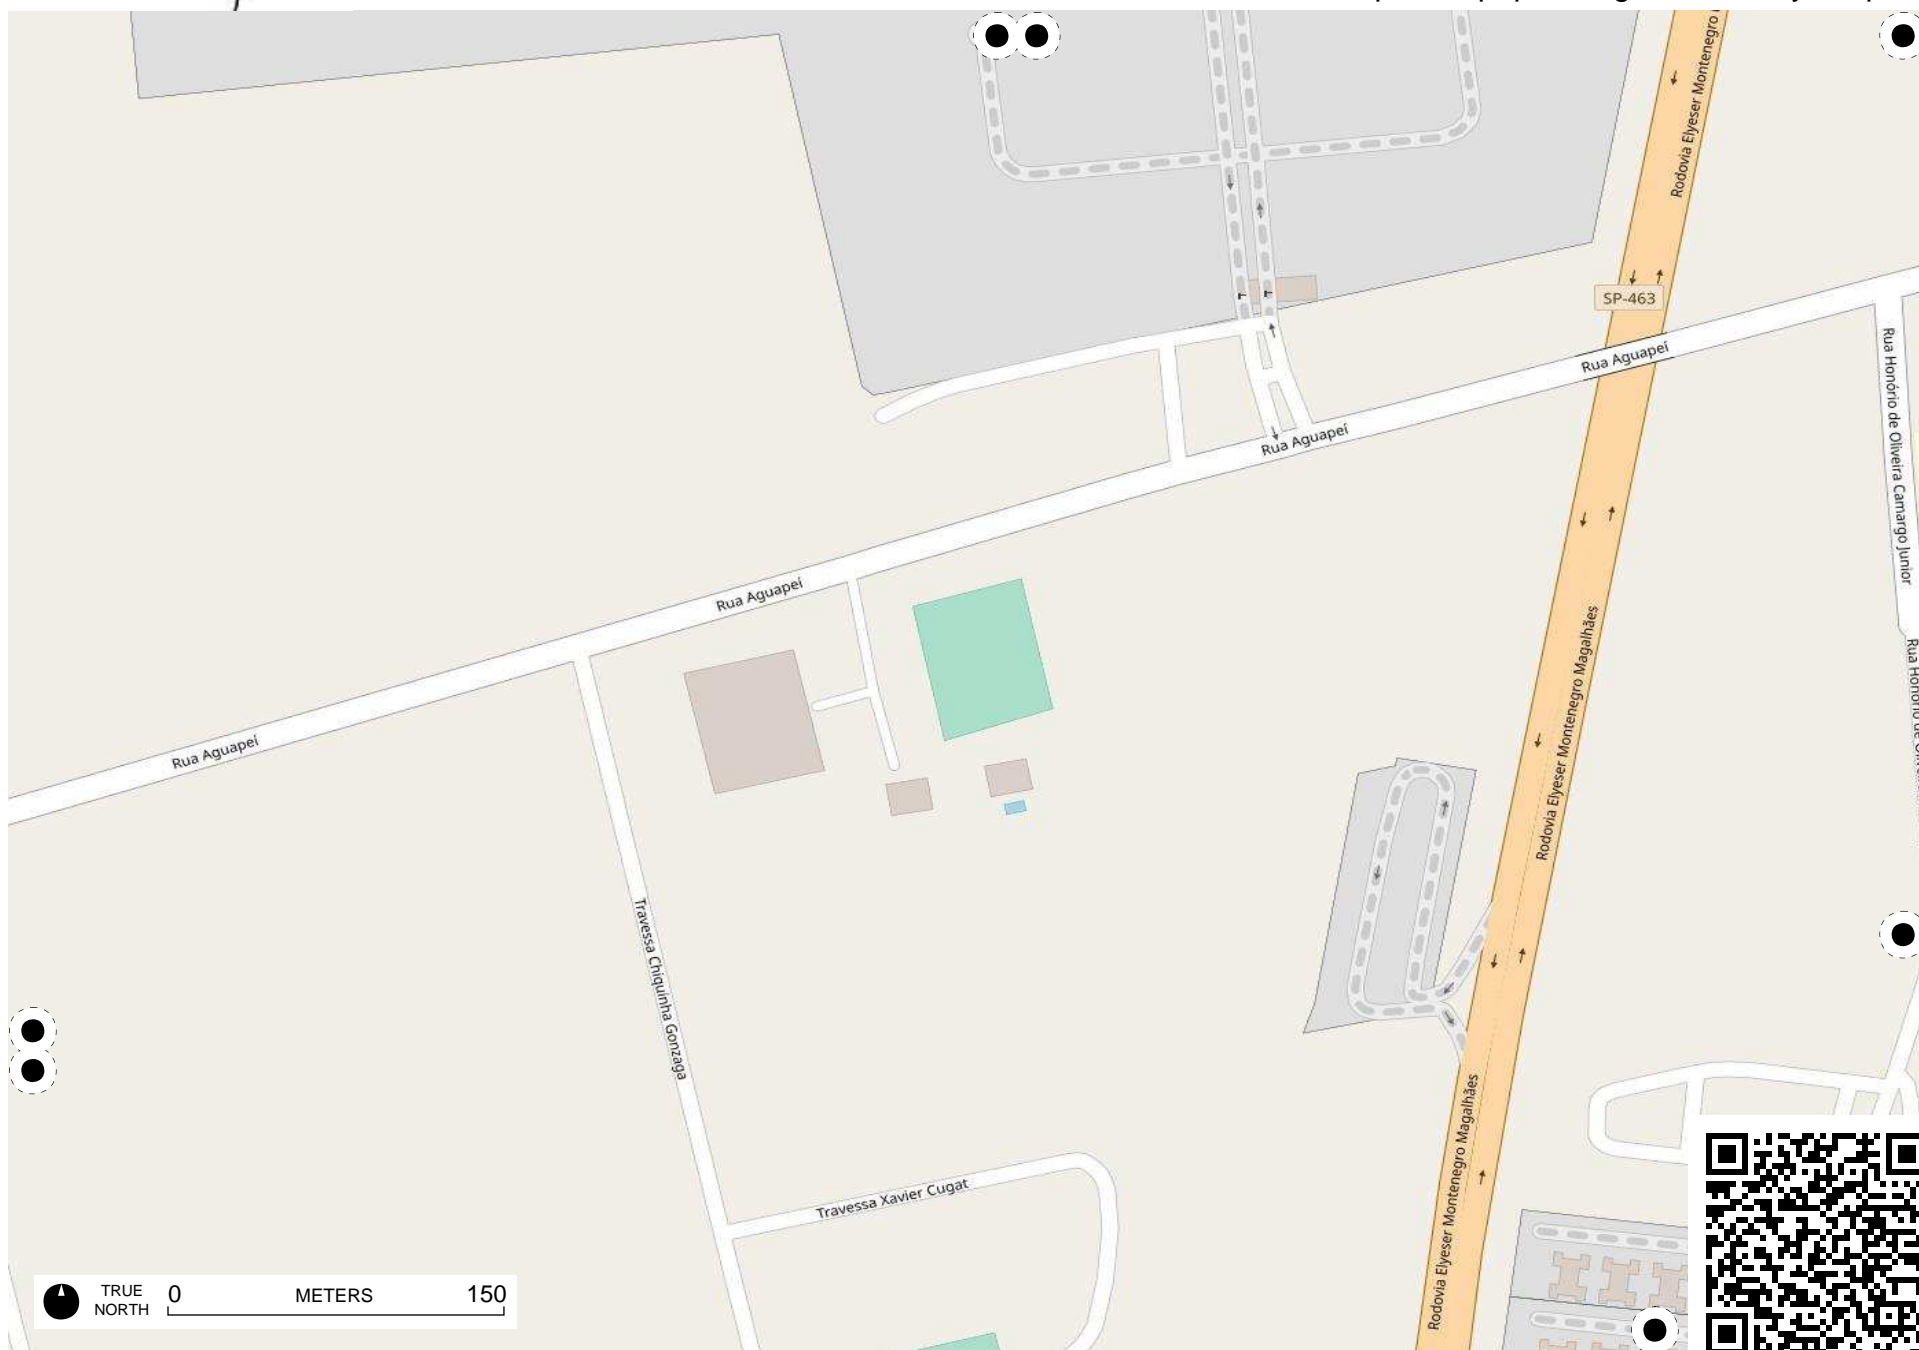 Rodovia Elyeser Montenegro
SP-463
Rua Aguapeí
Rua Aguapeí
Rua Honório de Oliveira Camargo Junior
Rua Aguapeí
Rodovia Elyeser Montenegro Magalhães
Rua Aguapeí
Travessa Chiquinha Gonzaga
Rodovia Elyeser Montenegro Magalhães
Travessa Xavier Cugat
TRUE NORTH
0 METERS 150